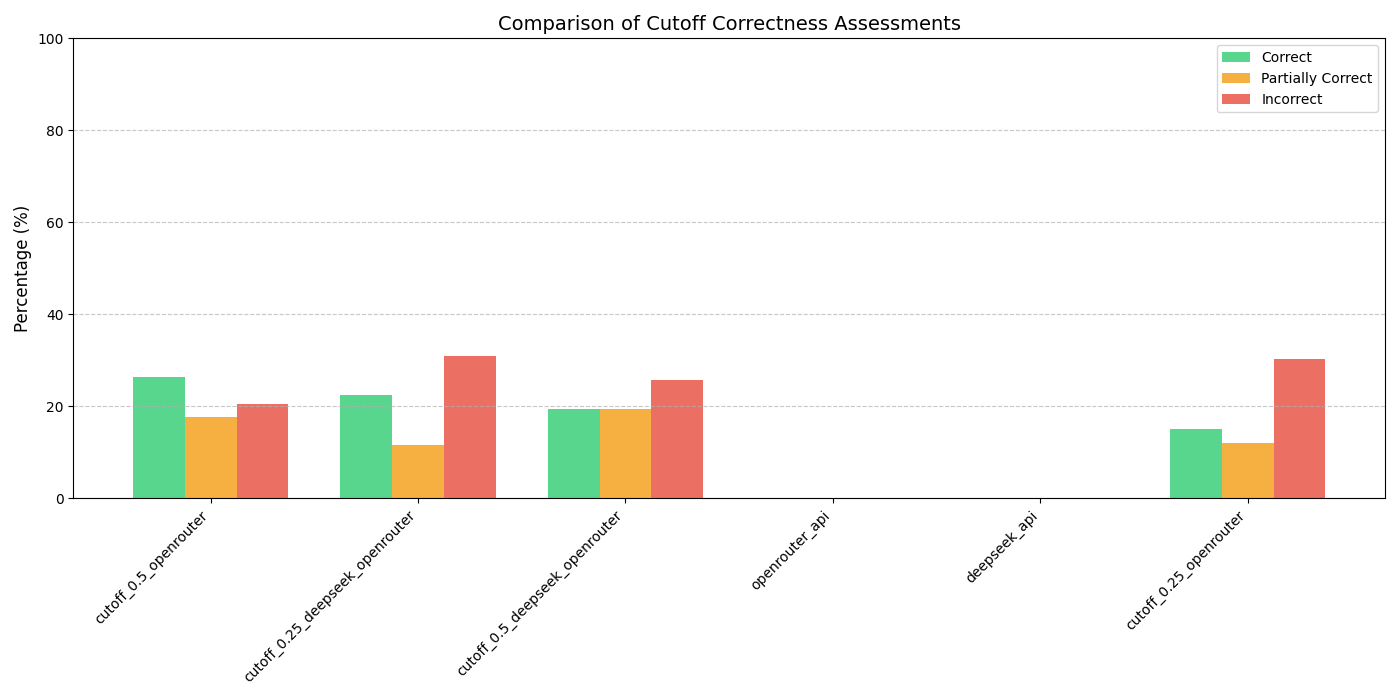 Comparison of Cutoff Correctness Assessments
Correct
Partially Correct
Incorrect
Percentage (%)
100
80
60
40
20
0
cutoff_0.5_openrouter
cutoff_0.25_deepseek_openrouter
cutoff_0.5_deepseek_openrouter
openrouter_api
deepseek_api
cutoff_0.25_openrouter